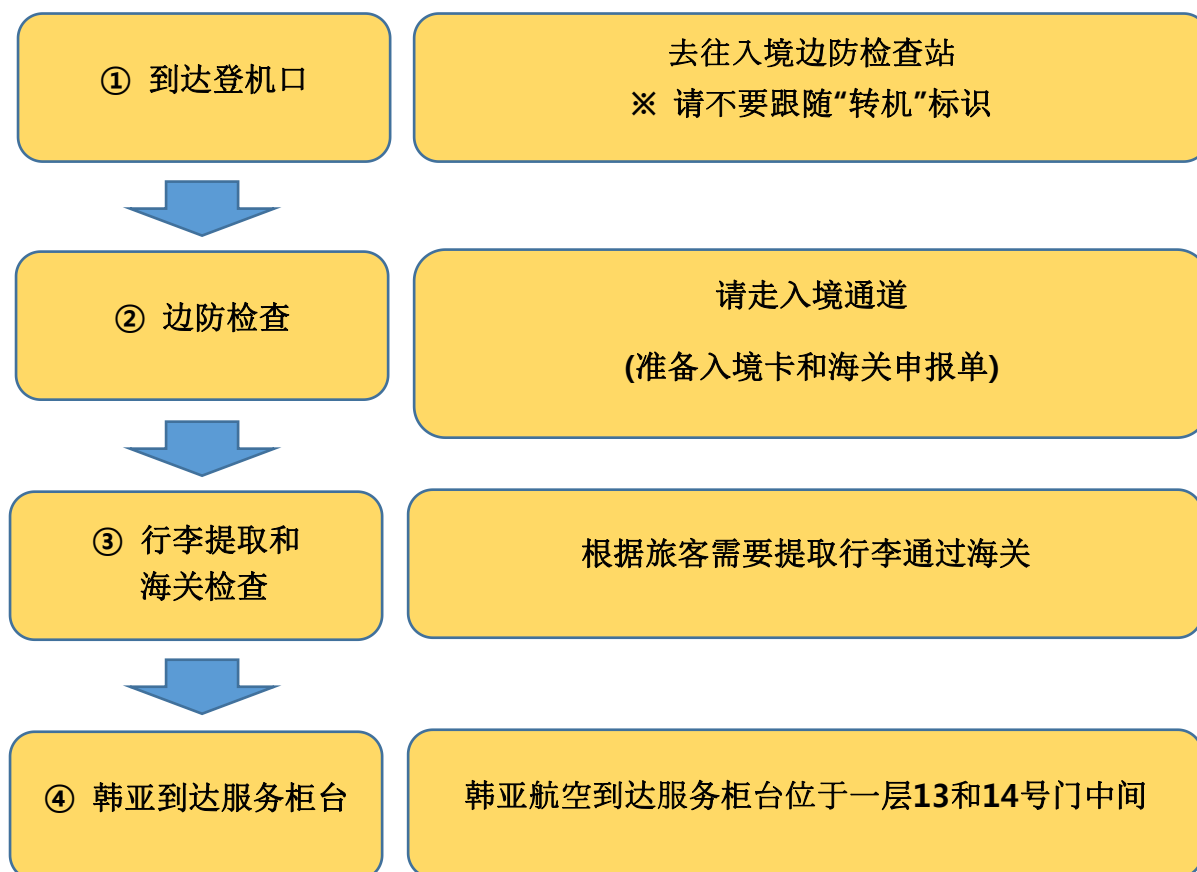 ① 到达登机口
去往入境边防检查站
※ 请不要跟随“转机”标识
② 边防检查
请走入境通道
(准备入境卡和海关申报单)
③ 行李提取和
海关检查
根据旅客需要提取行李通过海关
④ 韩亚到达服务柜台
韩亚航空到达服务柜台位于一层13和14号门中间